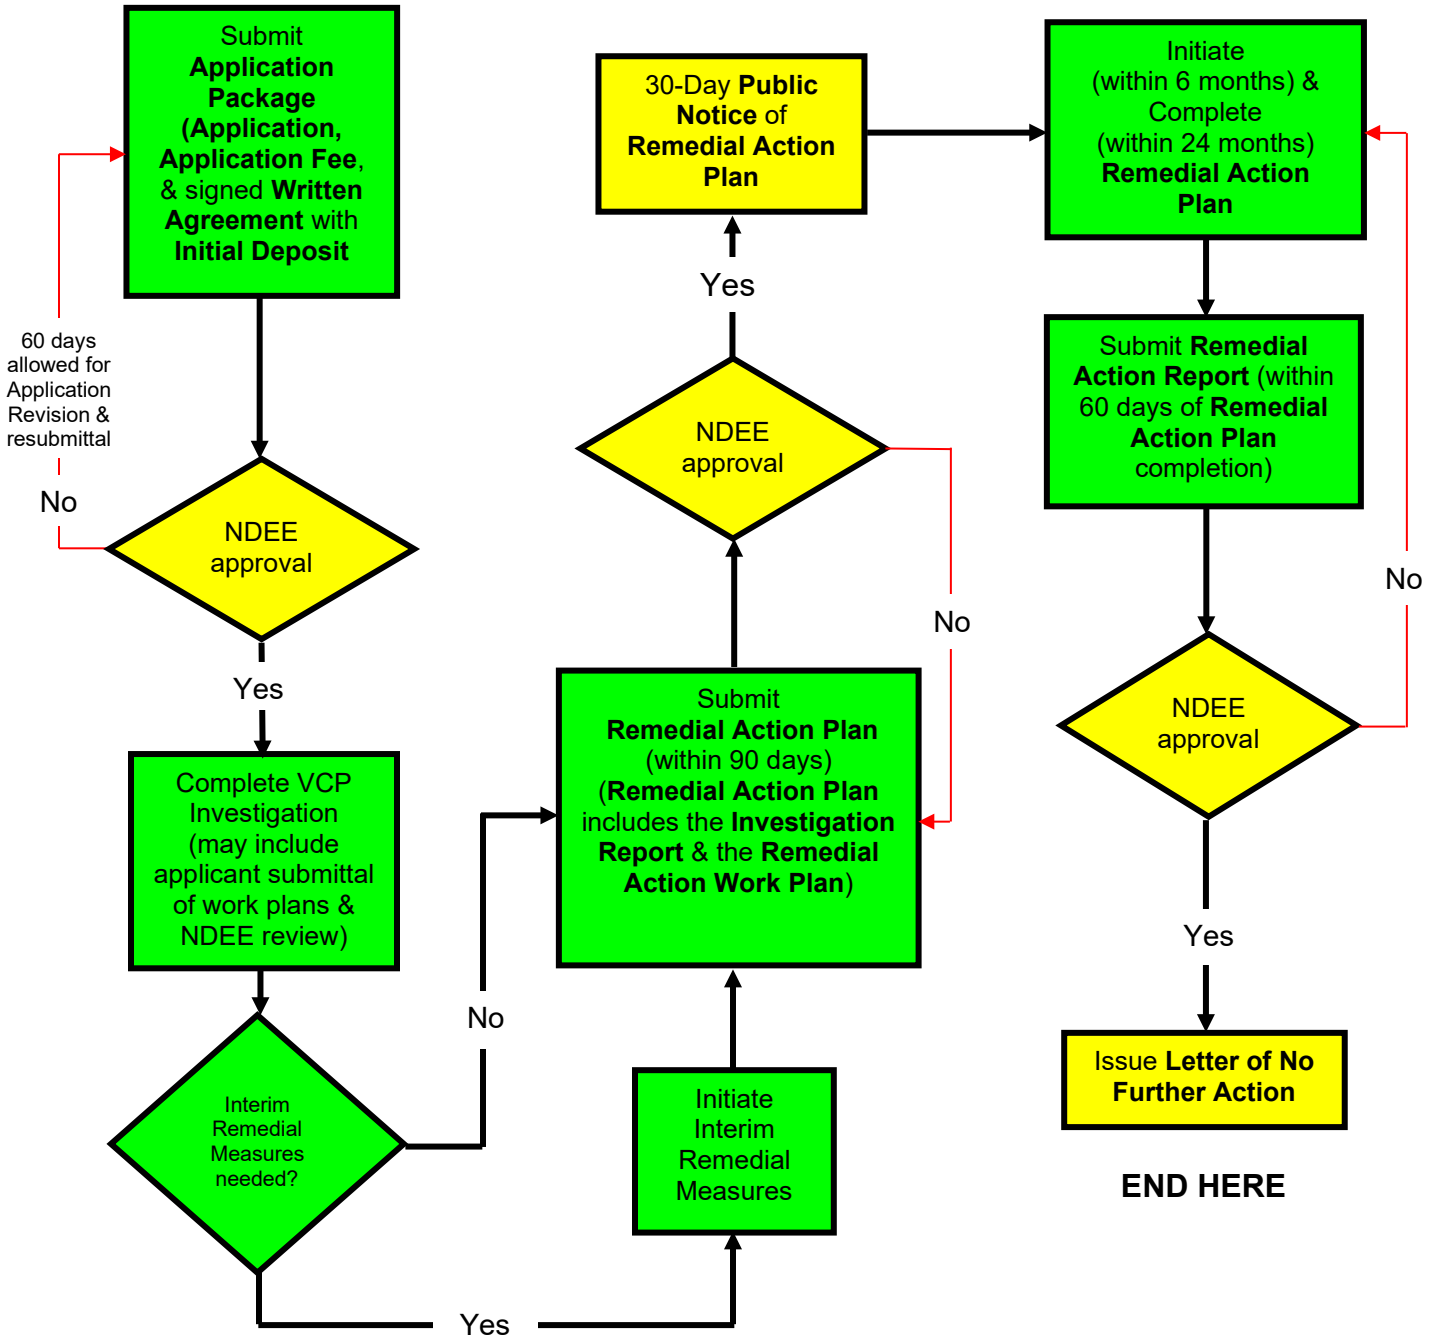 Submit
Application
Package
(Application,
Application Fee,
& signed Written
Agreement with
Initial Deposit
60 days
allowed for
Application
Revision &
resubmittal
No
NDEE
approval
Yes
Complete VCP
Investigation
(may include
applicant submittal
of work plans &
NDEE review)
Interim
Remedial
Measures
needed?
No
Yes
Initiate
Interim
Remedial
Measures
Submit
Remedial Action Plan
(within 90 days)
(Remedial Action Plan
includes the Investigation
Report & the Remedial
Action Work Plan)
NDEE
approval
No
Yes
30-Day Public
Notice of
Remedial Action
Plan
Initiate
(within 6 months) &
Complete
(within 24 months)
Remedial Action
Plan
Submit Remedial
Action Report (within
60 days of Remedial
Action Plan
completion)
NDEE
approval
No
Yes
Issue Letter of No
Further Action
END HERE